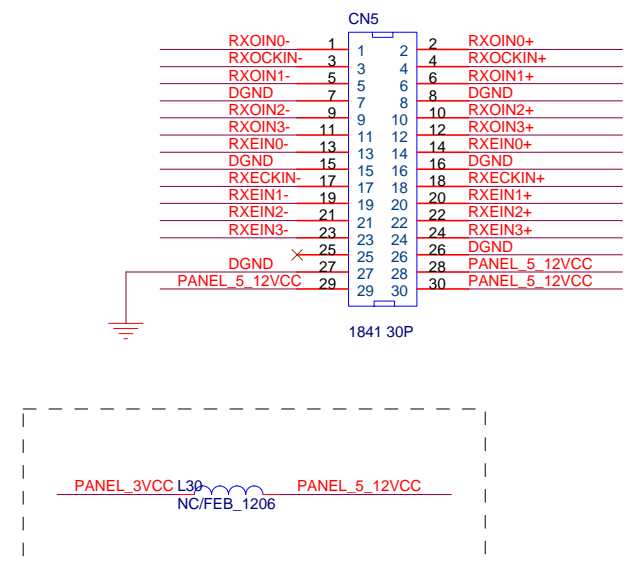 CN5
RXOIN0- 1 1 2 2 RXOIN0+
RXOCKIN- 3 3 4 4 RXOCKIN+
RXOIN1- 5 5 6 6 RXOIN1+
DGND 7 7 8 8 DGND
RXOIN2- 9 9 10 10 RXOIN2+
RXOIN3- 11 11 12 12 RXOIN3+
RXEIN0- 13 13 14 14 RXEIN0+
DGND 15 15 16 16 DGND
RXECKIN- 17 17 18 18 RXECKIN+
RXEIN1- 19 19 20 20 RXEIN1+
RXEIN2- 21 21 22 22 RXEIN2+
RXEIN3- 23 23 24 24 RXEIN3+
25 25 26 26 DGND
DGND 27 27 28 28 PANEL_5_12VCC
PANEL_5_12VCC 29 29 30 30 PANEL_5_12VCC
1841 30P
PANEL_3VCC L30 PANEL_5_12VCC
NC/FEB_1206